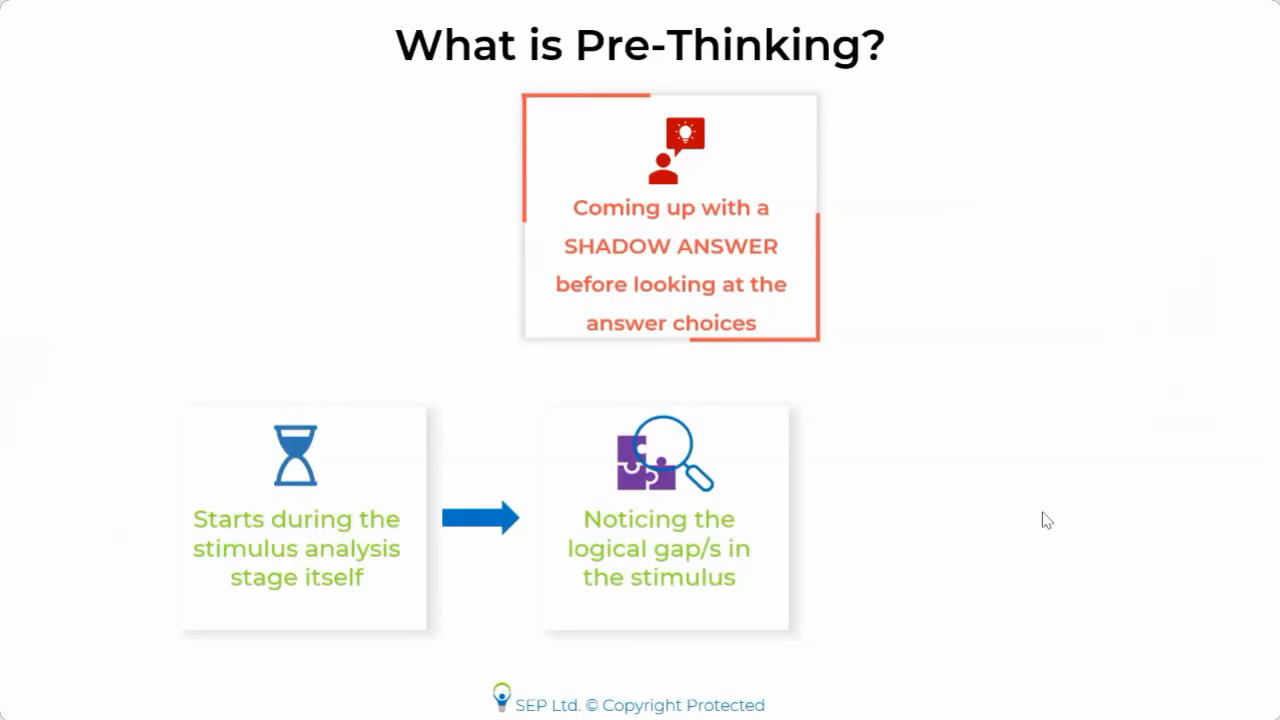 What is Pre-Thinking?
Coming up with a
SHADOW ANSWER
before looking at the
answer choices
Starts during the
stimulus analysis
stage itself
Noticing the
logical gap/s in
the stimulus
SEP Ltd. © Copyright Protected